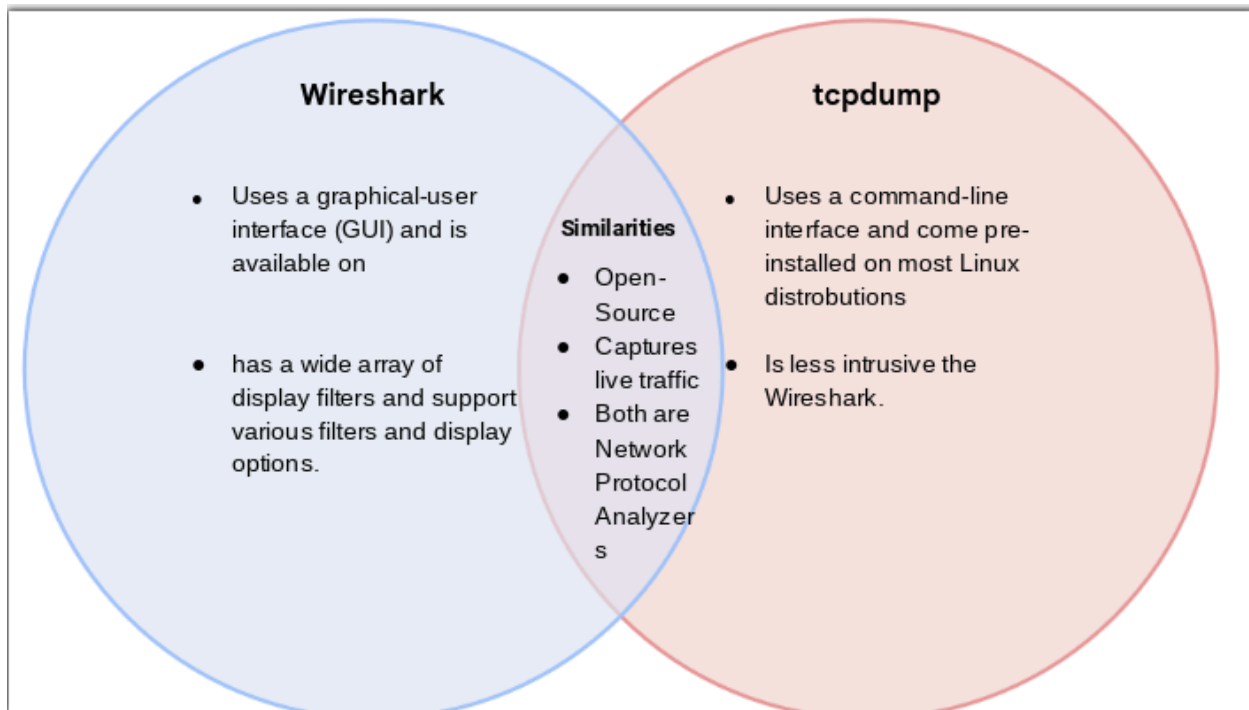 Wireshark
• Uses a graphical-user
interface (GUI) and is
available on
• has a wide array of
display filters and support
various filters and display
options.
Similarities
• Open-
Source
• Captures
live traffic
• Both are
Network
Protocol
Analyzer
s
tcpdump
• Uses a command-line
interface and come pre-
installed on most Linux
distrobutions
• Is less intrusive the
Wireshark.